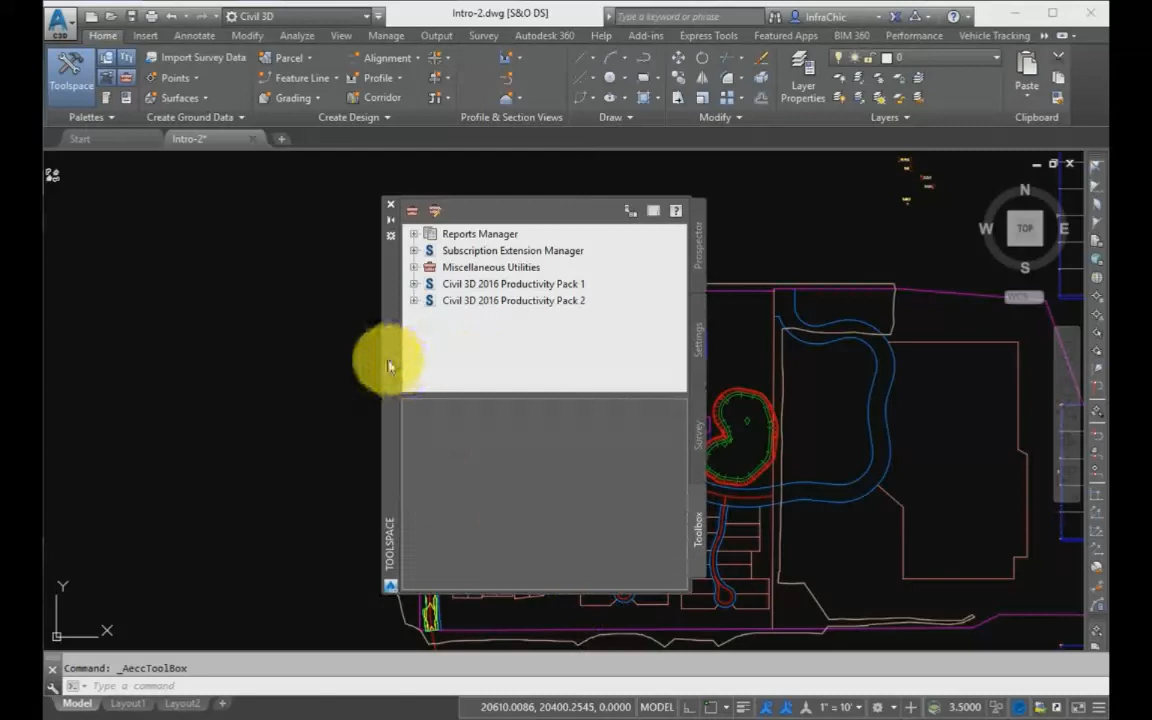 Civil 3D
Intro-2.dwg [S&O DS]
Type a keyword or phrase
InfraChic
C3D
Home Insert Annotate Modify Analyze View Manage Output Survey Autodesk 360 Help Add-ins Express Tools Featured Apps BIM 360 Performance Vehicle Tracking
Toolspace
Import Survey Data
Points
Surfaces
Parcel
Feature Line
Grading
Alignment
Profile
Corridor
Layer
Properties
0
Paste
Palettes Create Ground Data Create Design Profile & Section Views Draw Modify Layers Clipboard
Start Intro-2*
Reports Manager
Subscription Extension Manager
Miscellaneous Utilities
Civil 3D 2016 Productivity Pack 1
Civil 3D 2016 Productivity Pack 2
Prospector
Settings
Survey
Toolbox
TOOLSPACE
N
W TOP E
S
WCS
Y
X
Command: _AeccToolBox
Type a command
Model Layout1 Layout2
20610.0086, 20400.2545, 0.0000 MODEL 1" = 10' 3.5000